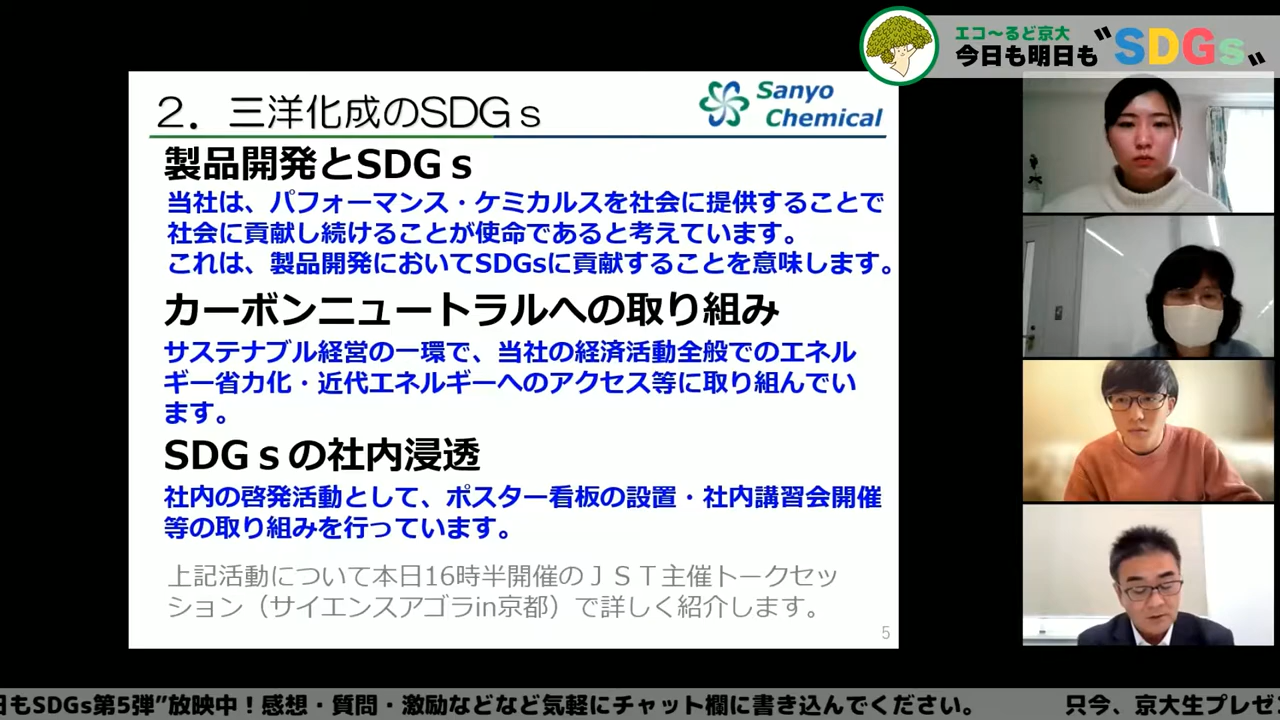 エコ〜るど京大
今日も明日も〝SDGs〟
2．三洋化成のSDGｓ
Sanyo
Chemical
製品開発とSDGｓ
当社は、パフォーマンス・ケミカルスを社会に提供することで
社会に貢献し続けることが使命であると考えています。
これは、製品開発においてSDGsに貢献することを意味します。
カーボンニュートラルへの取り組み
サステナブル経営の一環で、当社の経済活動全般でのエネル
ギー省力化・近代エネルギーへのアクセス等に取り組んでい
ます。
SDGｓの社内浸透
社内の啓発活動として、ポスター看板の設置・社内講習会開催
等の取り組みを行っています。
上記活動について本日16時半開催のＪＳＴ主催トークセッ
ション（サイエンスアゴラin京都）で詳しく紹介します。
5
日もSDGs第5弾”放映中！感想・質問・激励などなど気軽にチャット欄に書き込んでください。 只今、京大生プレゼン